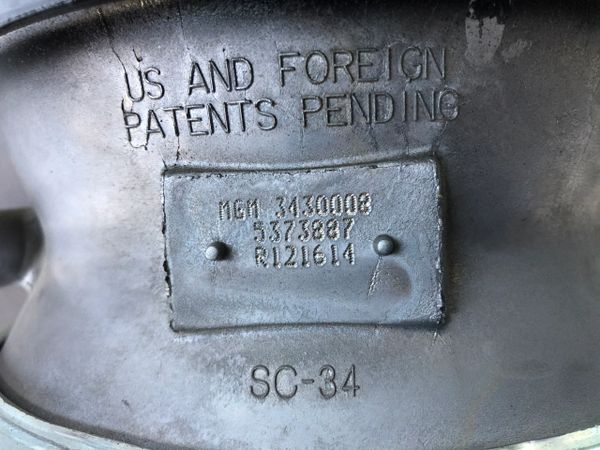 US AND FOREIGN
PATENTS PENDING
MGM 3430008
5373887
R121614
SC-34